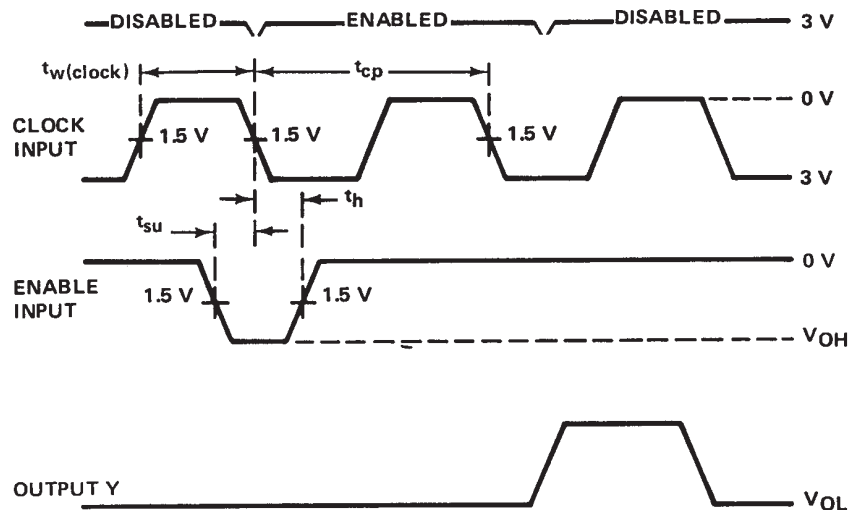 DISABLED ENABLED DISABLED 3 V
tw(clock) tcp
0 V
CLOCK INPUT 1.5 V 1.5 V 1.5 V
3 V
th
tsu
0 V
ENABLE INPUT 1.5 V 1.5 V
VOH
OUTPUT Y VOL